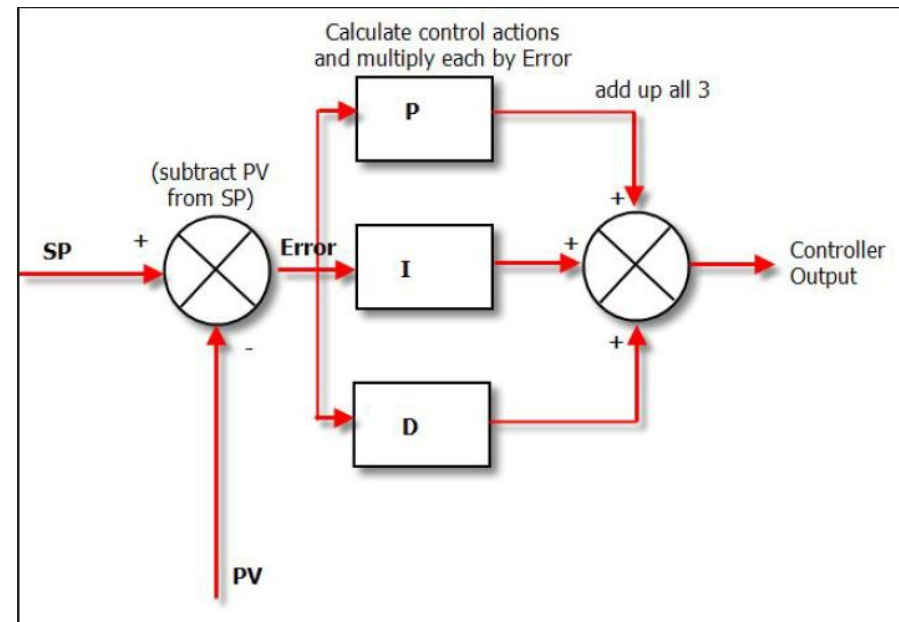 Calculate control actions
and multiply each by Error
P
add up all 3
(subtract PV
from SP)
+
SP
+
Error
+
I
Controller
Output
-
+
D
PV